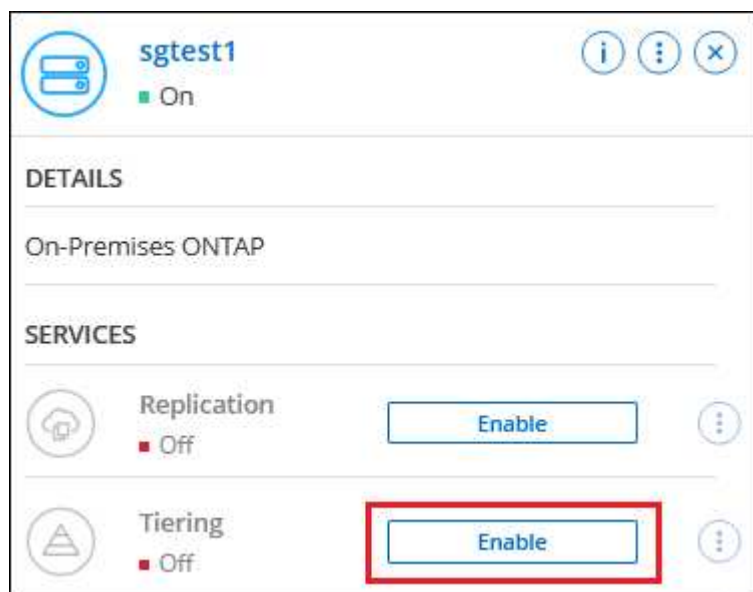 sgtest1
On
DETAILS
On-Premises ONTAP
SERVICES
Replication
Enable
Off
Tiering
Enable
Off